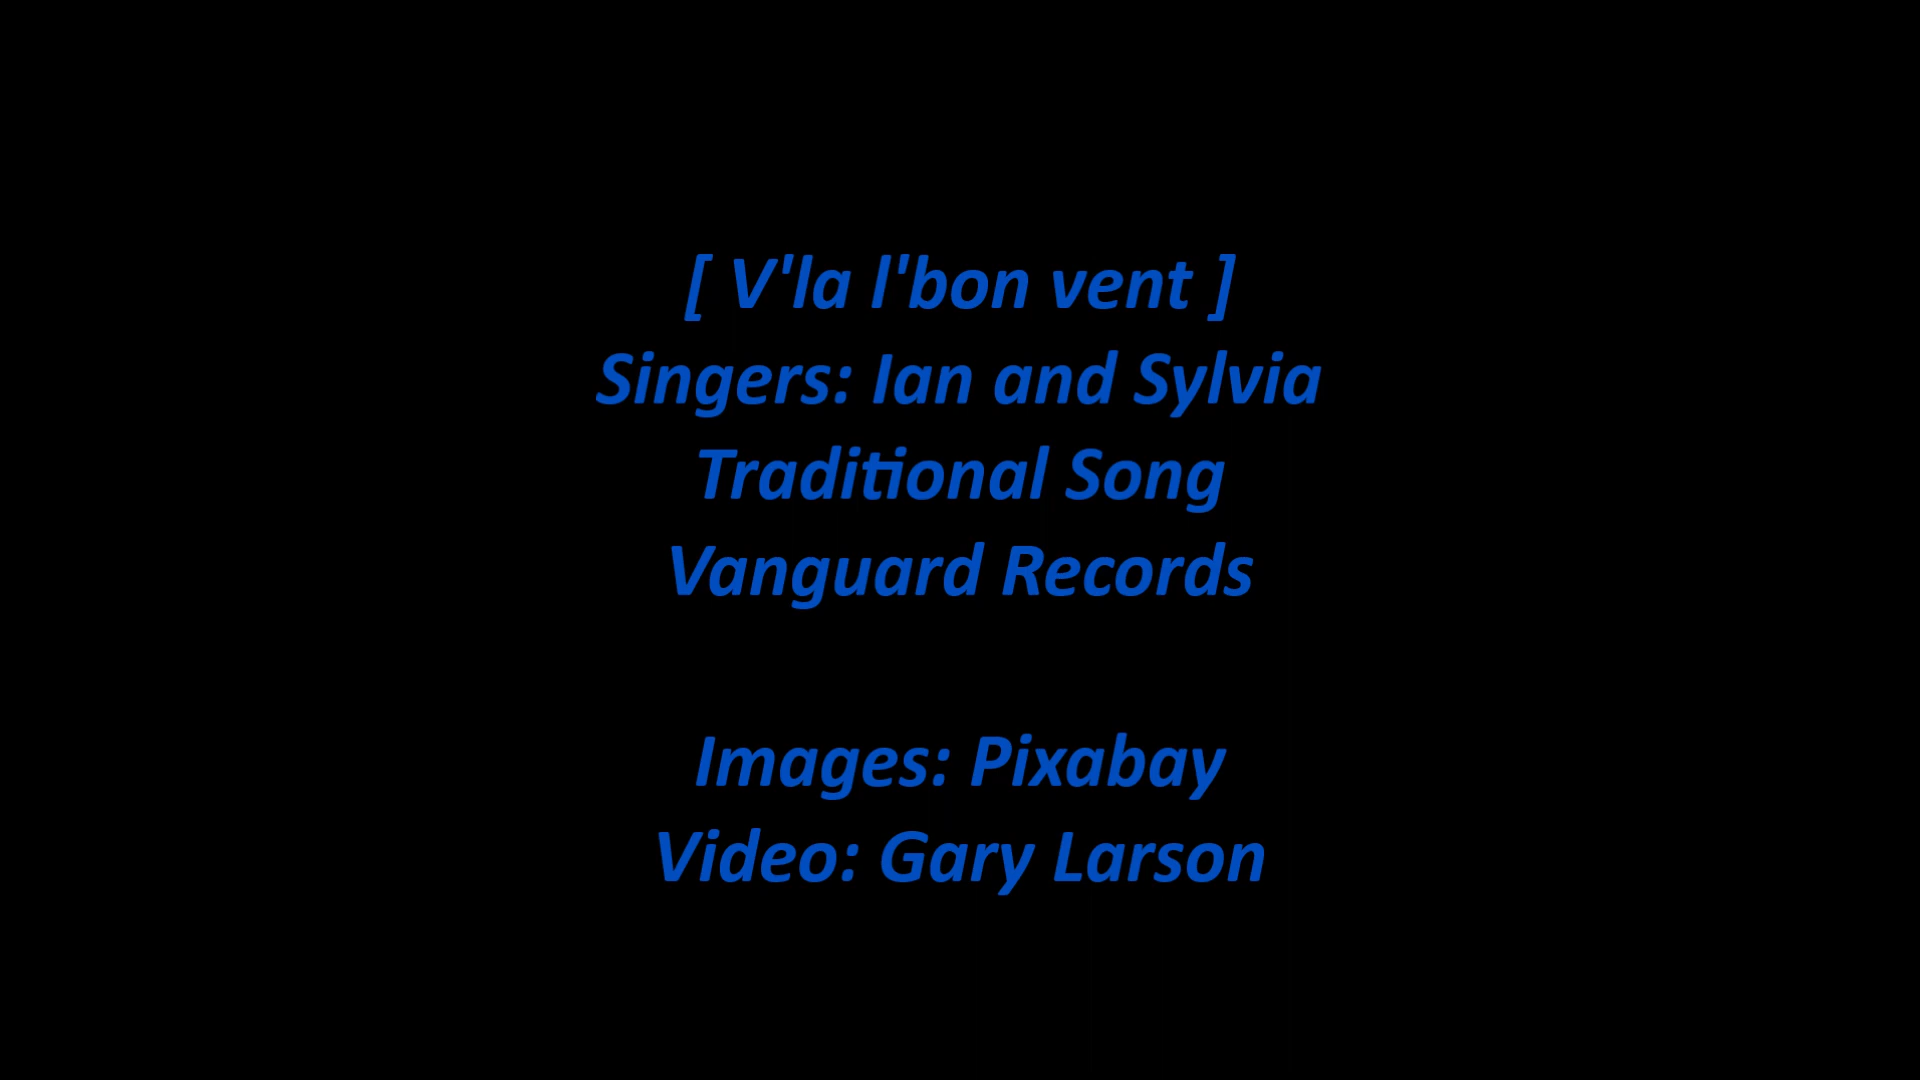 [ V'la l'bon vent ]
Singers: Ian and Sylvia
Traditional Song
Vanguard Records
Images: Pixabay
Video: Gary Larson